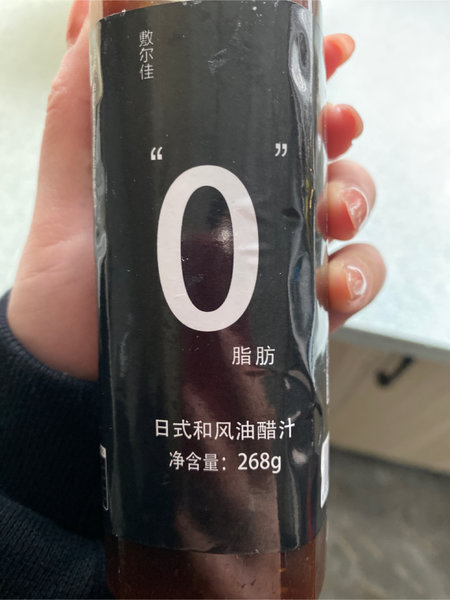 敷尔佳
“0”
脂肪
日式和风油醋汁
净含量：268g